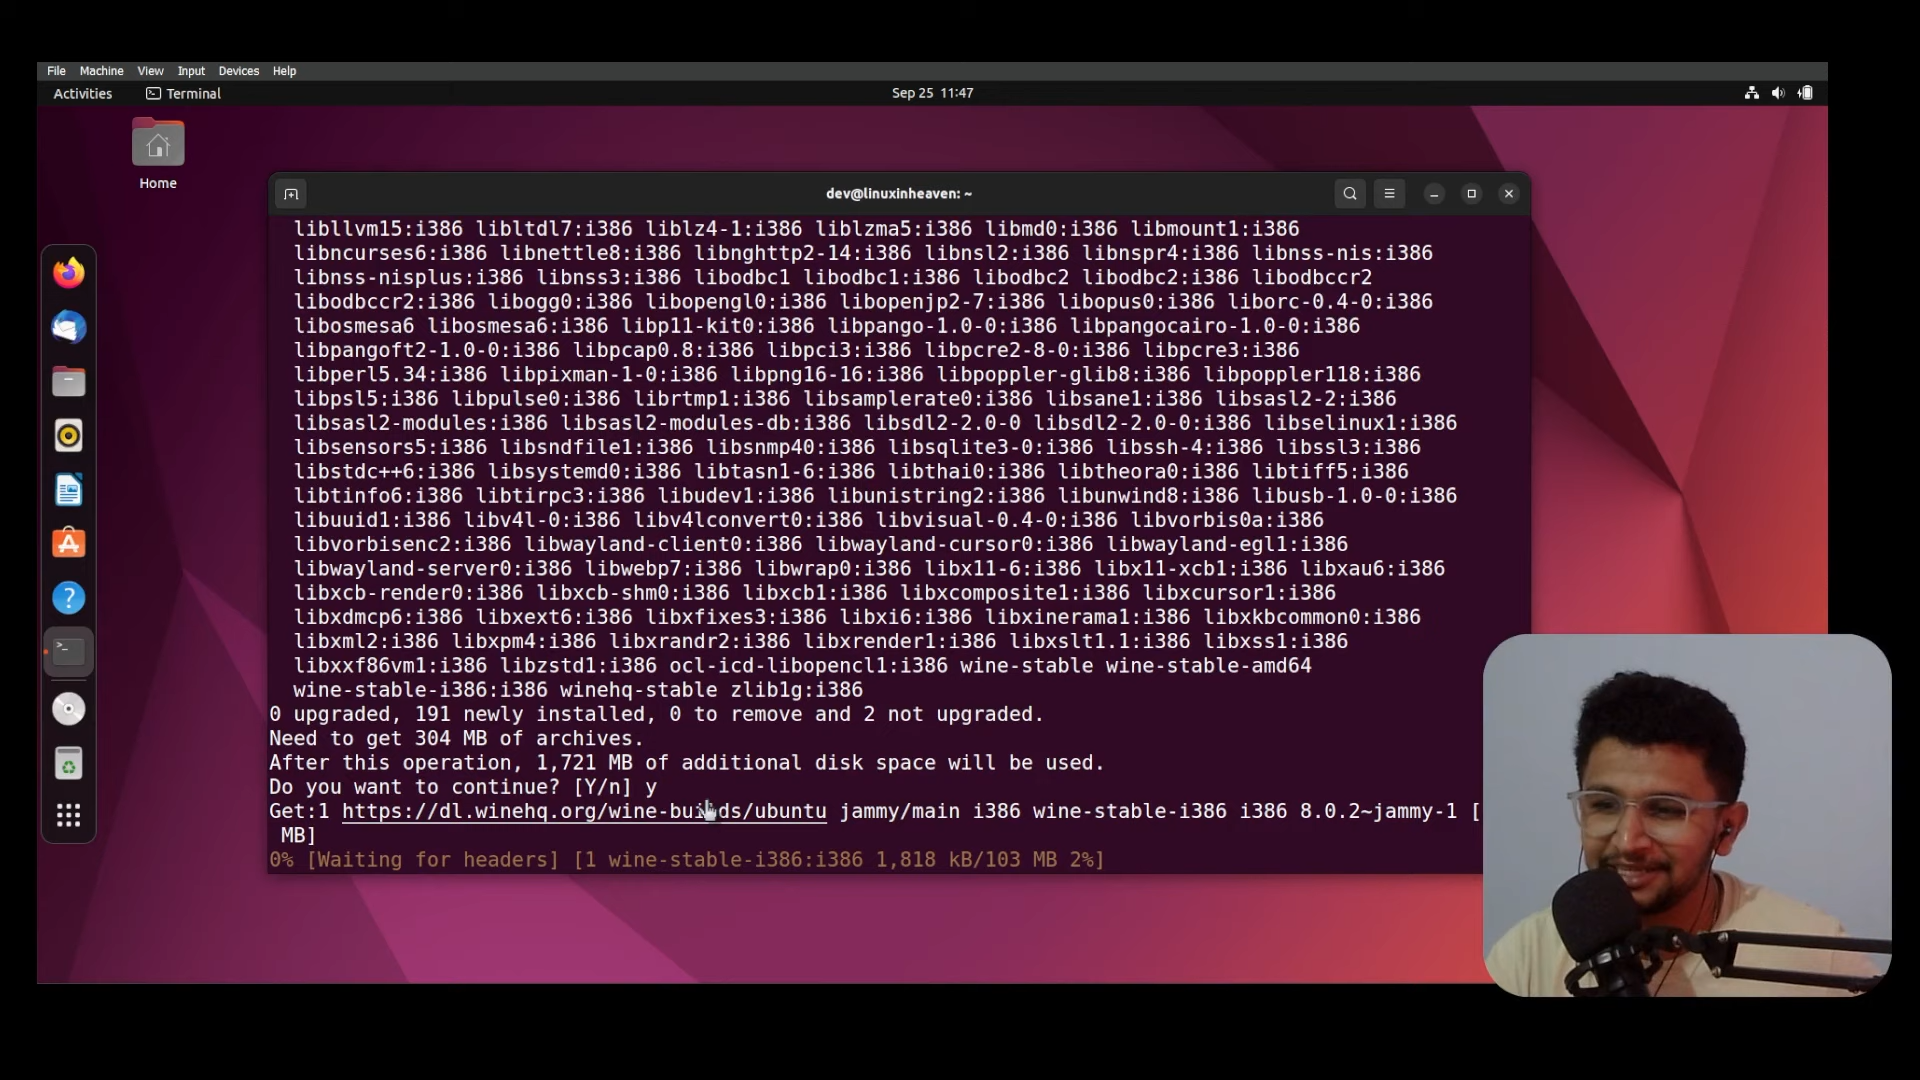 File Machine View Input Devices Help
Activities Terminal Sep 25 11:47
Home
dev@linuxinheaven: ~
libllvm15:i386 libltdl7:i386 liblz4-1:i386 liblzma5:i386 libmd0:i386 libmount1:i386
libncurses6:i386 libnettle8:i386 libnghttp2-14:i386 libnsl2:i386 libnspr4:i386 libnss-nis:i386
libnss-nisplus:i386 libnss3:i386 libodbc1 libodbc1:i386 libodbc2 libodbc2:i386 libodbccr2
libodbccr2:i386 libogg0:i386 libopengl0:i386 libopenjp2-7:i386 libopus0:i386 liborc-0.4-0:i386
libosmesa6 libosmesa6:i386 libp11-kit0:i386 libpango-1.0-0:i386 libpangocairo-1.0-0:i386
libpangoft2-1.0-0:i386 libpcap0.8:i386 libpci3:i386 libpcre2-8-0:i386 libpcre3:i386
libperl5.34:i386 libpixman-1-0:i386 libpng16-16:i386 libpoppler-glib8:i386 libpoppler118:i386
libpsl5:i386 libpulse0:i386 librtmp1:i386 libsamplerate0:i386 libsane1:i386 libsasl2-2:i386
libsasl2-modules:i386 libsasl2-modules-db:i386 libsdl2-2.0-0 libsdl2-2.0-0:i386 libselinux1:i386
libsensors5:i386 libsndfile1:i386 libsnmp40:i386 libsqlite3-0:i386 libssh-4:i386 libssl3:i386
libstdc++6:i386 libsystemd0:i386 libtasn1-6:i386 libthai0:i386 libtheora0:i386 libtiff5:i386
libtinfo6:i386 libtirpc3:i386 libudev1:i386 libunistring2:i386 libunwind8:i386 libusb-1.0-0:i386
libuuid1:i386 libv4l-0:i386 libv4lconvert0:i386 libvisual-0.4-0:i386 libvorbis0a:i386
libvorbisenc2:i386 libwayland-client0:i386 libwayland-cursor0:i386 libwayland-egl1:i386
libwayland-server0:i386 libwebp7:i386 libwrap0:i386 libx11-6:i386 libx11-xcb1:i386 libxau6:i386
libxcb-render0:i386 libxcb-shm0:i386 libxcb1:i386 libxcomposite1:i386 libxcursor1:i386
libxdmcp6:i386 libxext6:i386 libxfixes3:i386 libxi6:i386 libxinerama1:i386 libxkbcommon0:i386
libxml2:i386 libxpm4:i386 libxrandr2:i386 libxrender1:i386 libxslt1.1:i386 libxss1:i386
libxxf86vm1:i386 libzstd1:i386 ocl-icd-libopencl1:i386 wine-stable wine-stable-amd64
wine-stable-i386:i386 winehq-stable zlib1g:i386
0 upgraded, 191 newly installed, 0 to remove and 2 not upgraded.
Need to get 304 MB of archives.
After this operation, 1,721 MB of additional disk space will be used.
Do you want to continue? [Y/n] y
Get:1 https://dl.winehq.org/wine-builds/ubuntu jammy/main i386 wine-stable-i386 i386 8.0.2~jammy-1 [
MB]
0% [Waiting for headers] [1 wine-stable-i386:i386 1,818 kB/103 MB 2%]